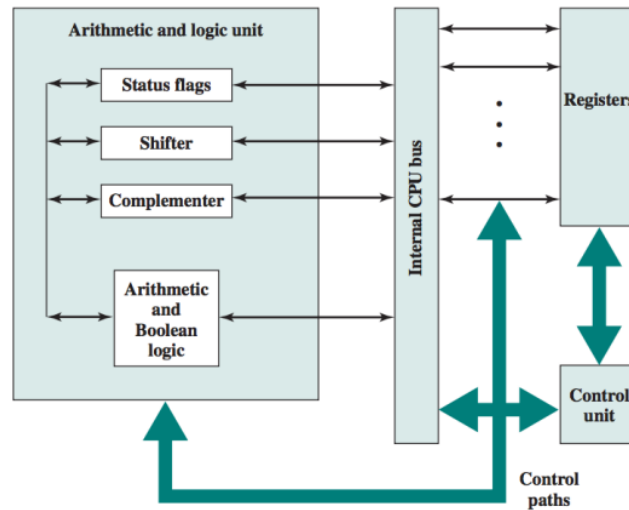 Arithmetic and logic unit
Status flags
Shifter
Complementer
Arithmetic
and
Boolean
logic
Internal CPU bus
Registers
Control
unit
Control
paths